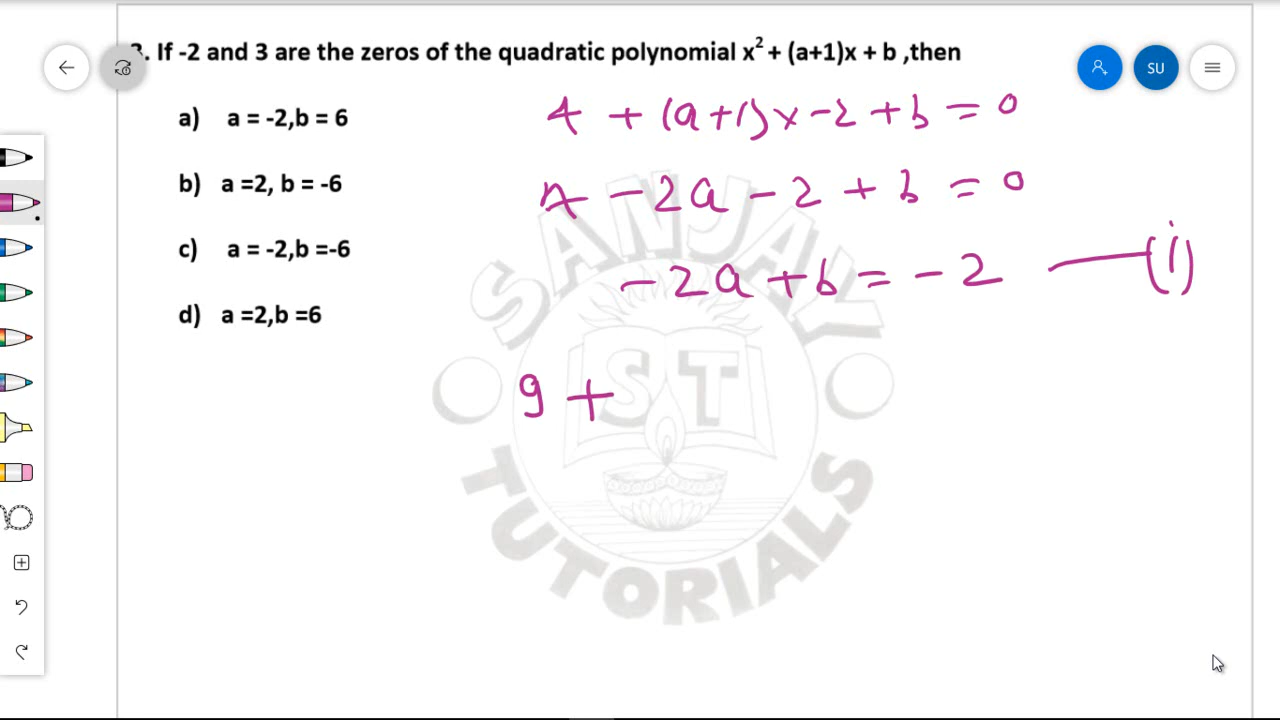 3. If -2 and 3 are the zeros of the quadratic polynomial x² + (a+1)x + b ,then
SU
a) a = -2,b = 6
4 + (a+1)x-2+b=0
b) a =2, b = -6
4 -2a -2 + b = 0
c) a = -2,b =-6
-2a+b=-2 —(i)
d) a =2,b =6
9 +
SANJAY
ST
TUTORIALS